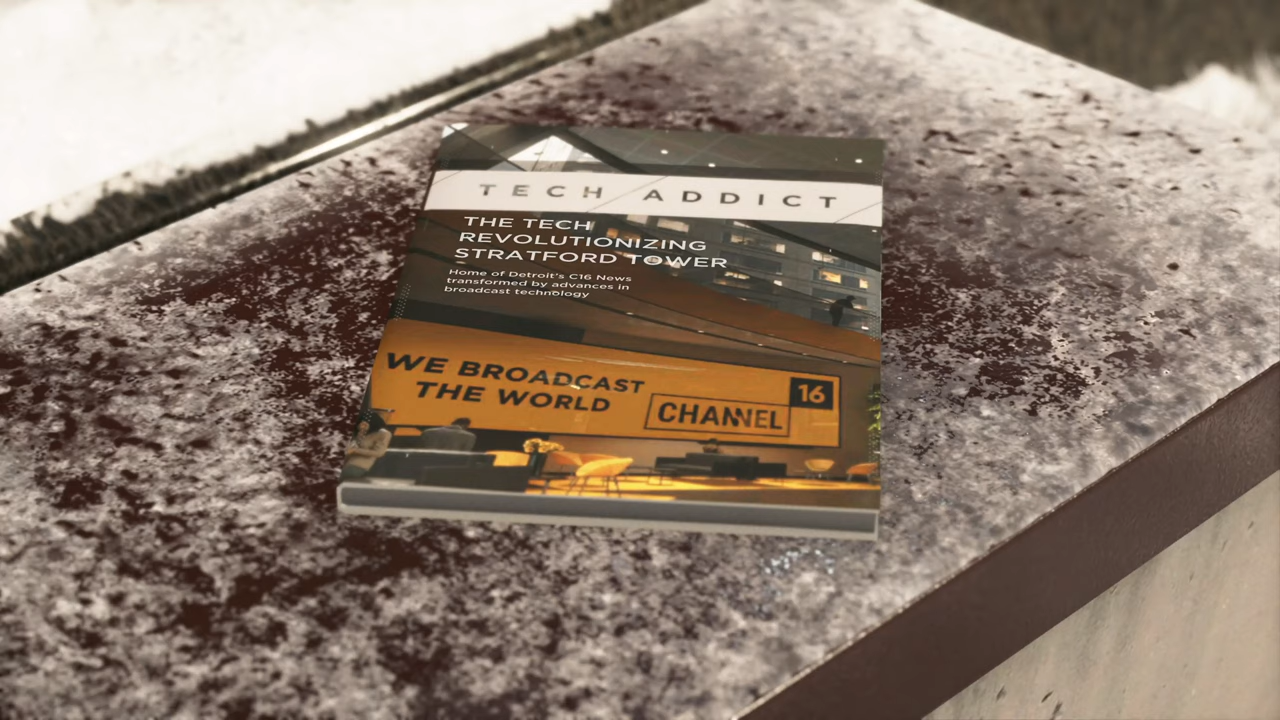 TECH ADDICT
THE TECH
REVOLUTIONIZING
STRATFORD TOWER
Home of Detroit's C16 News
transformed by advances in
broadcast technology
WE BROADCAST
THE WORLD
CHANNEL
16